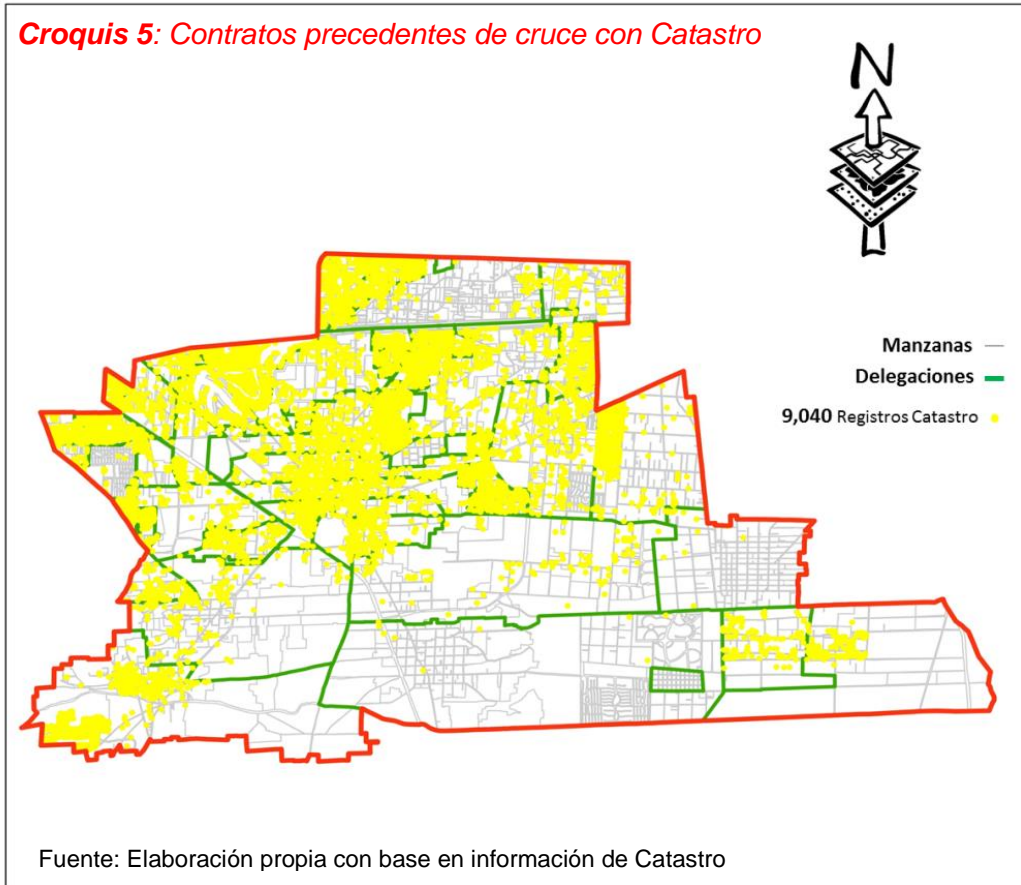 Croquis 5: Contratos precedentes de cruce con Catastro
N
Manzanas
Delegaciones
9,040 Registros Catastro
Fuente: Elaboración propia con base en información de Catastro